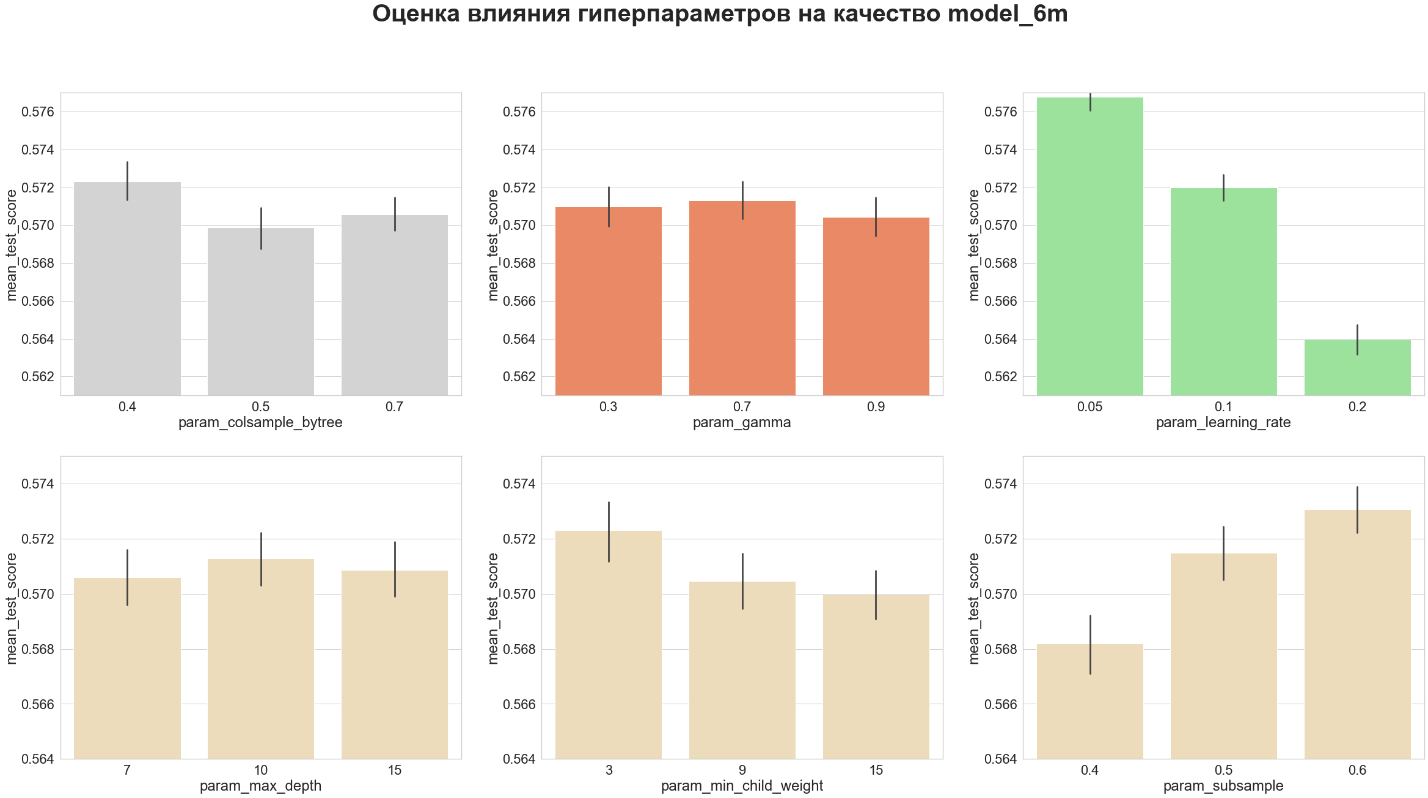 Оценка влияния гиперпараметров на качество model_6m
0.576
0.574
0.572
0.570
0.568
0.566
0.564
0.562
mean_test_score
0.4 0.5 0.7
param_colsample_bytree
0.576
0.574
0.572
0.570
0.568
0.566
0.564
0.562
mean_test_score
0.3 0.7 0.9
param_gamma
0.576
0.574
0.572
0.570
0.568
0.566
0.564
0.562
mean_test_score
0.05 0.1 0.2
param_learning_rate
0.574
0.572
0.570
0.568
0.566
0.564
mean_test_score
7 10 15
param_max_depth
0.574
0.572
0.570
0.568
0.566
0.564
mean_test_score
3 9 15
param_min_child_weight
0.574
0.572
0.570
0.568
0.566
0.564
mean_test_score
0.4 0.5 0.6
param_subsample